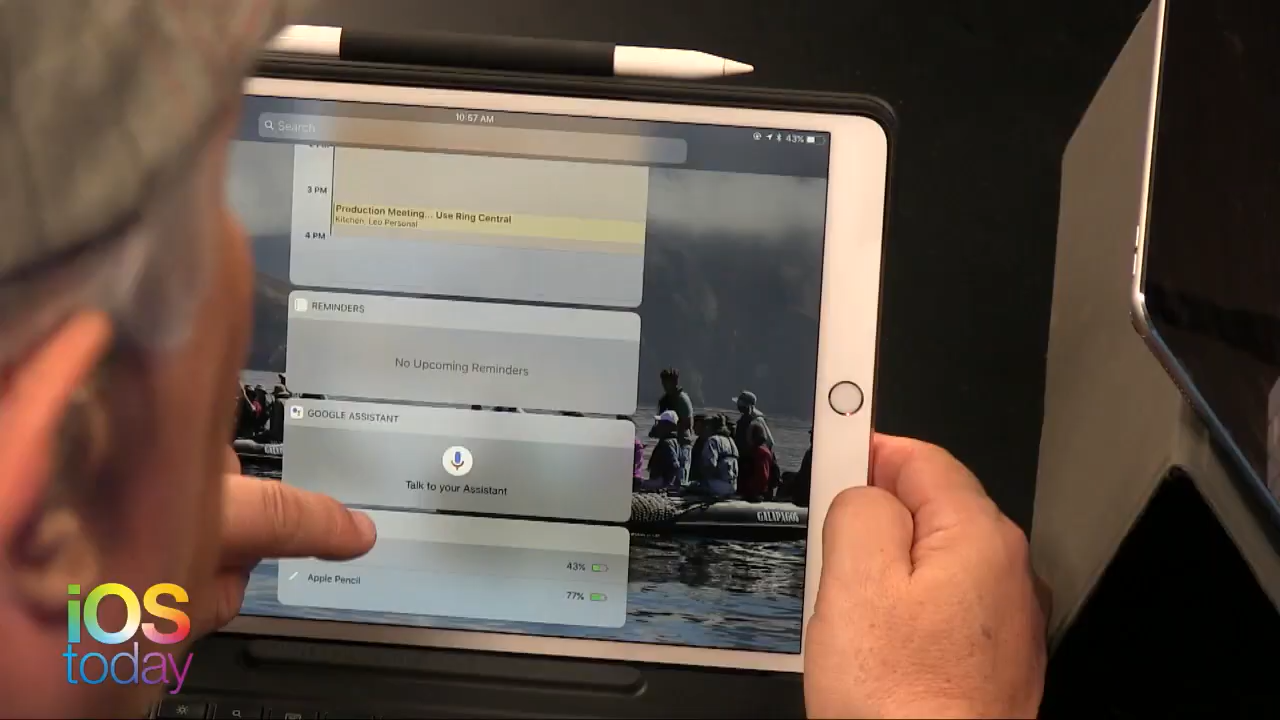 10:57 AM
43%
Search
3 PM
Production Meeting... Use Ring Central
Kitchen, Leo Personal
4 PM
REMINDERS
No Upcoming Reminders
GOOGLE ASSISTANT
Talk to your Assistant
43%
Apple Pencil
77%
GALAPAGOS
iOS
today